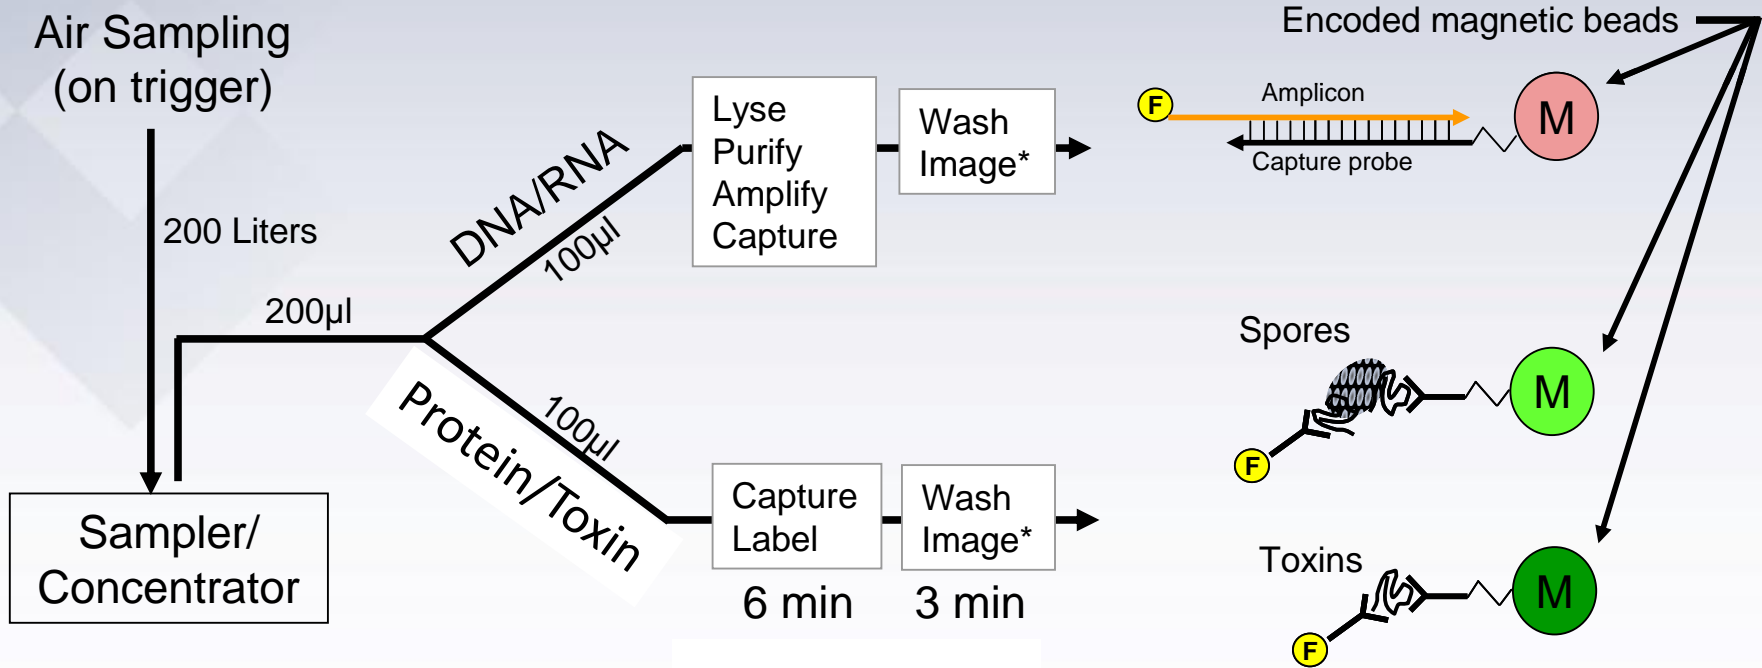 Air Sampling
(on trigger)
200 Liters
Sampler/
Concentrator
200µl
DNA/RNA
100µl
Lyse
Purify
Amplify
Capture
Wash
Image*
Protein/Toxin
100µl
Capture
Label
6 min
Wash
Image*
3 min
Encoded magnetic beads
F
Amplicon
Capture probe
M
Spores
F
M
Toxins
F
M